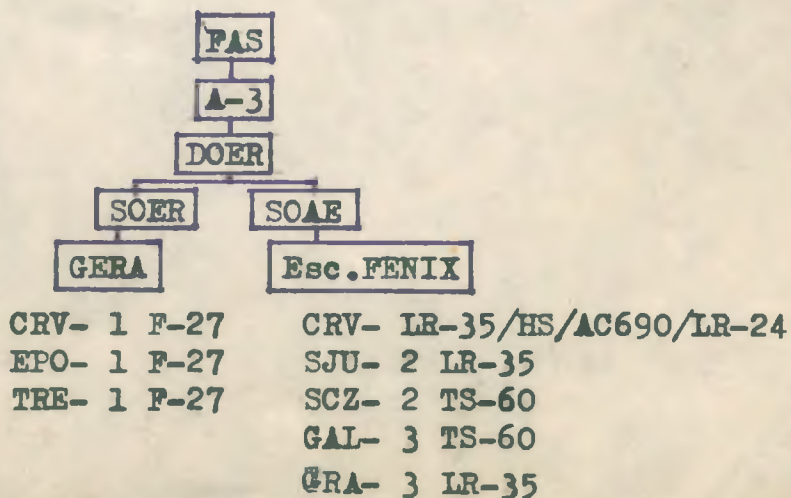 FAS
A-3
DOER
SOER SOAE
GERA Esc.FENIX
CRV- 1 F-27 CRV- LR-35/HS/AC690/LR-24
EPO- 1 F-27 SJU- 2 LR-35
TRE- 1 F-27 SCZ- 2 TS-60
GAL- 3 TS-60
GRA- 3 LR-35